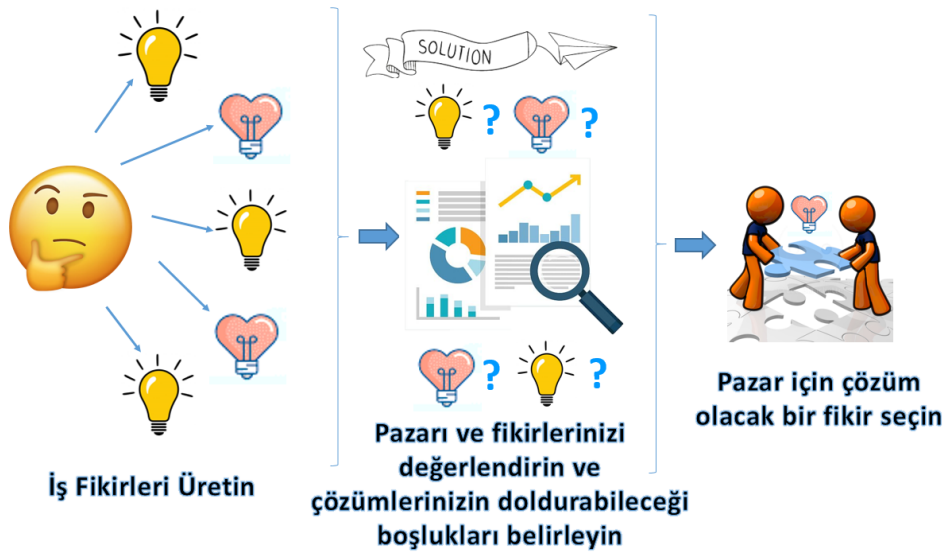 SOLUTION
?
?
?
?
İş Fikirleri Üretin
Pazarı ve fikirlerinizi
değerlendirin ve
çözümlerinizin doldurabileceği
boşlukları belirleyin
Pazar için çözüm
olacak bir fikir seçin